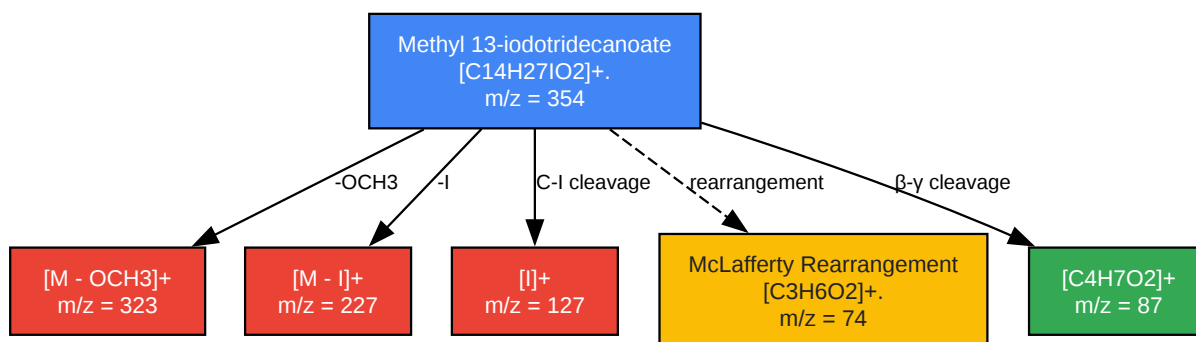 Methyl 13-iodotridecanoate
[C14H27IO2]+.
m/z = 354
-OCH3
-I
C-I cleavage
rearrangement
β-γ cleavage
[M - OCH3]+
m/z = 323
[M - I]+
m/z = 227
[I]+
m/z = 127
McLafferty Rearrangement
[C3H6O2]+.
m/z = 74
[C4H7O2]+
m/z = 87